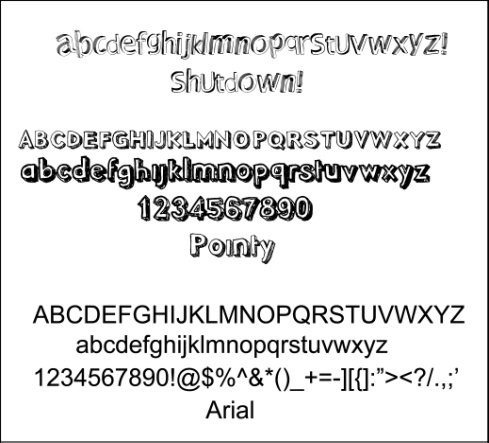 abcdefghijklmnopqrstuvwxyz!
Shutdown!
ABCDEFGHIJKLMNOPQRSTUVWXYZ
abcdefghijklmnopqrstuvwxyz
1234567890
Pointy
ABCDEFGHIJKLMNOPQRSTUVWXYZ
abcdefghijklmnopqrstuvwxyz
1234567890!@$%^&*()_+=-][{]:”><?/.,;’
Arial